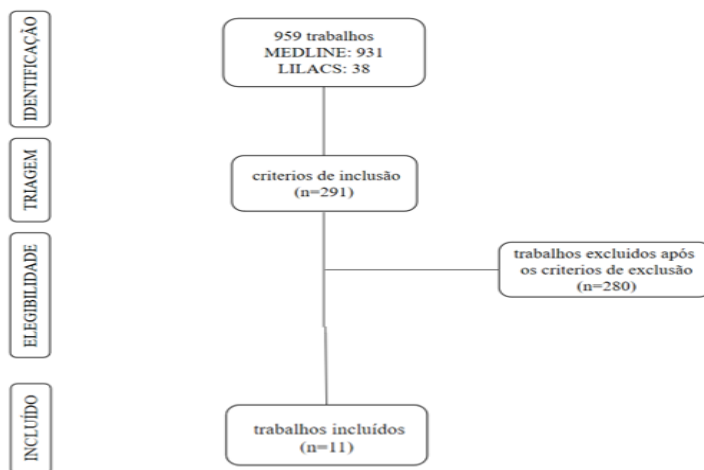 IDENTIFICAÇÃO
959 trabalhos
MEDLINE: 931
LILACS: 38
TRIAGEM
criterios de inclusão
(n=291)
ELEGIBILIDADE
trabalhos excluidos após
os criterios de exclusão
(n=280)
INCLUÍDO
trabalhos incluídos
(n=11)